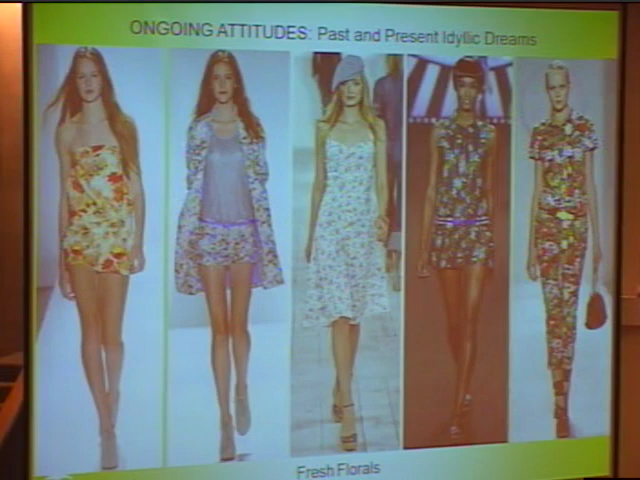 ONGOING ATTITUDES: Past and Present Idyllic Dreams
Fresh Florals